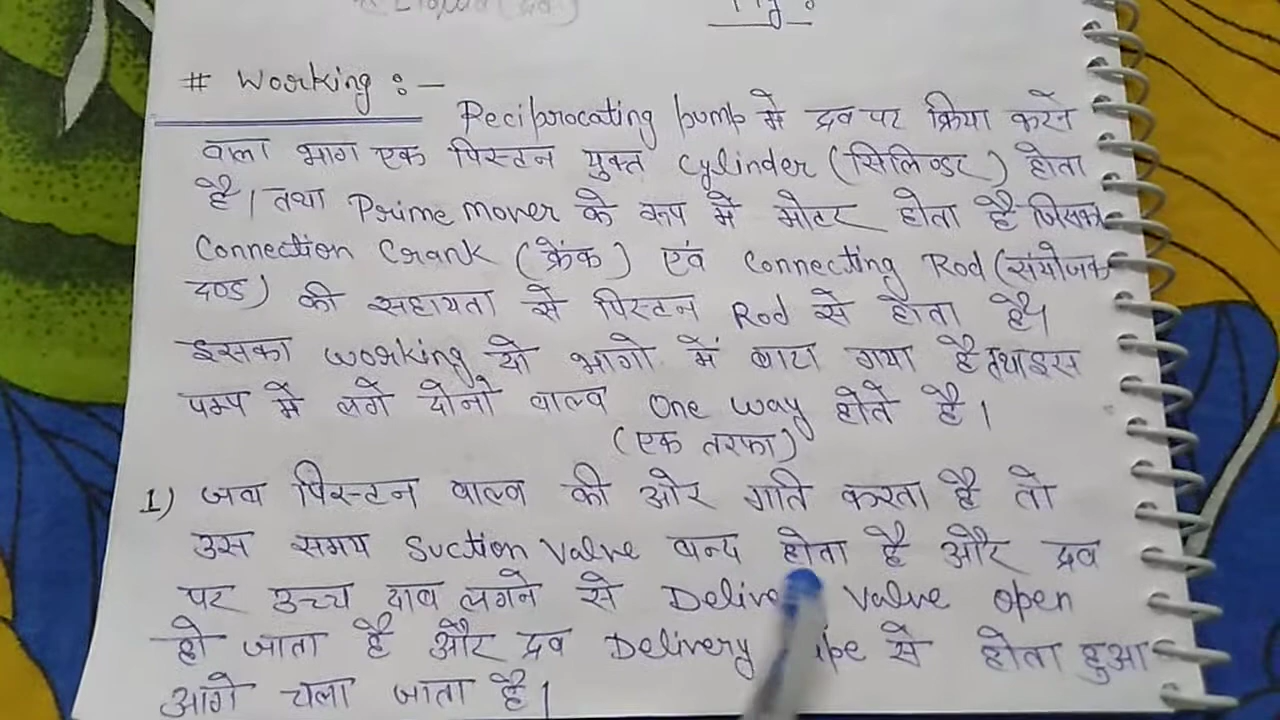 # Working : –
Reciprocating pump में द्रव पर क्रिया करने
वाला भाग एक पिस्टन युक्त Cylinder (सिलिण्डर) होता
है। तथा Prime mover के रूप में मोटर होता है जिसका
Connection Crank (क्रेंक) एवं Connecting Rod (संयोजक
दण्ड) की सहायता से पिस्टन Rod से होता है।
इसका working दो भागो में बाटा गया है तथा इस
पम्प में लगे दोनो वाल्व One way होते है।
(एक तरफा)
1) जब पिस्टन वाल्व की ओर गति करता है तो
उस समय Suction Valve बन्द होता है और द्रव
पर उच्च दाब लगने से Valve open
हो जाता है और द्रव Delivery से होता हुआ
आगे चला जाता है।